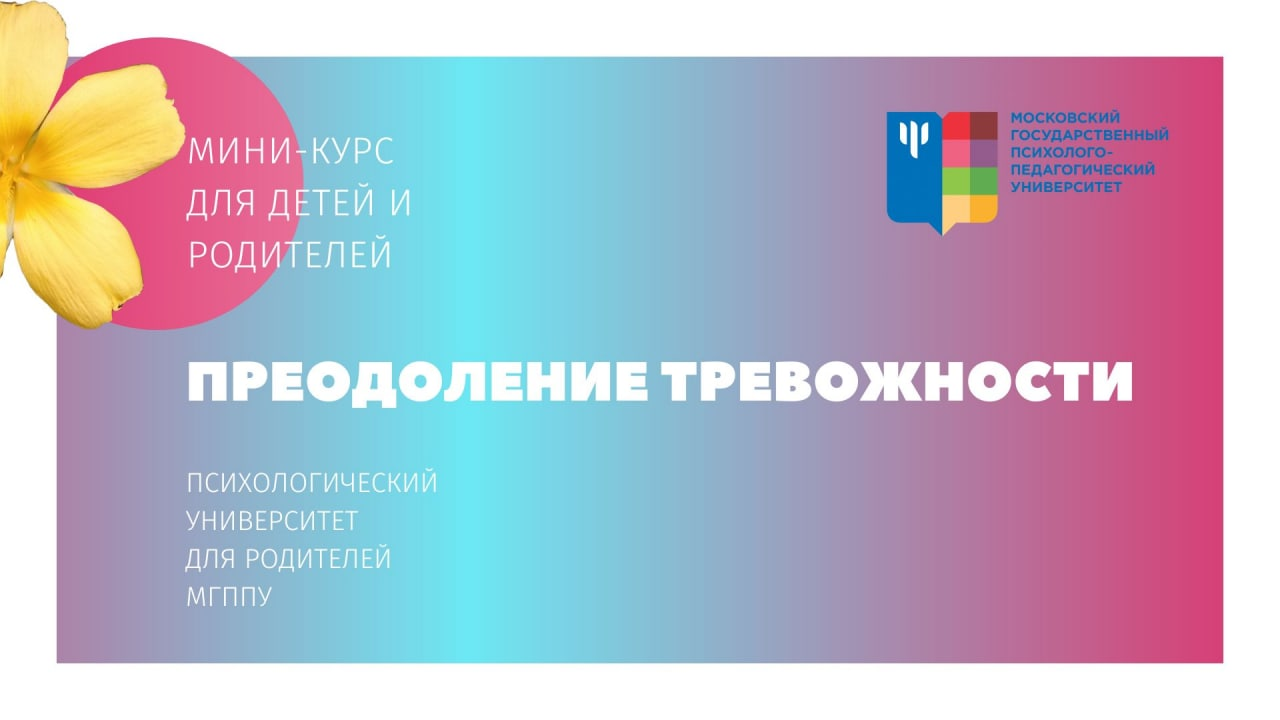 МИНИ-КУРС
ДЛЯ ДЕТЕЙ И
РОДИТЕЛЕЙ
МОСКОВСКИЙ
ГОСУДАРСТВЕННЫЙ
ПСИХОЛОГО-
ПЕДАГОГИЧЕСКИЙ
УНИВЕРСИТЕТ
ПРЕОДОЛЕНИЕ ТРЕВОЖНОСТИ
ПСИХОЛОГИЧЕСКИЙ
УНИВЕРСИТЕТ
ДЛЯ РОДИТЕЛЕЙ
МГППУ